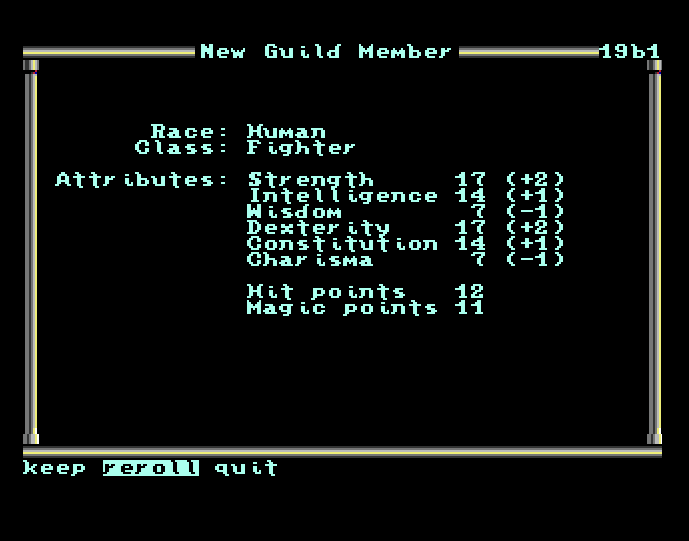 New Guild Member 19b1
Race: Human
Class: Fighter
Attributes: Strength 17 (+2)
Intelligence 14 (+1)
Wisdom 7 (-1)
Dexterity 17 (+2)
Constitution 14 (+1)
Charisma 7 (-1)
Hit points 12
Magic points 11
keep reroll quit